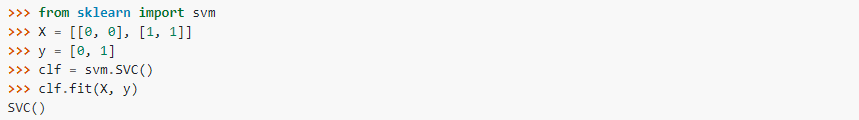 >>> from sklearn import svm
>>> X = [[0, 0], [1, 1]]
>>> y = [0, 1]
>>> clf = svm.SVC()
>>> clf.fit(X, y)
SVC()